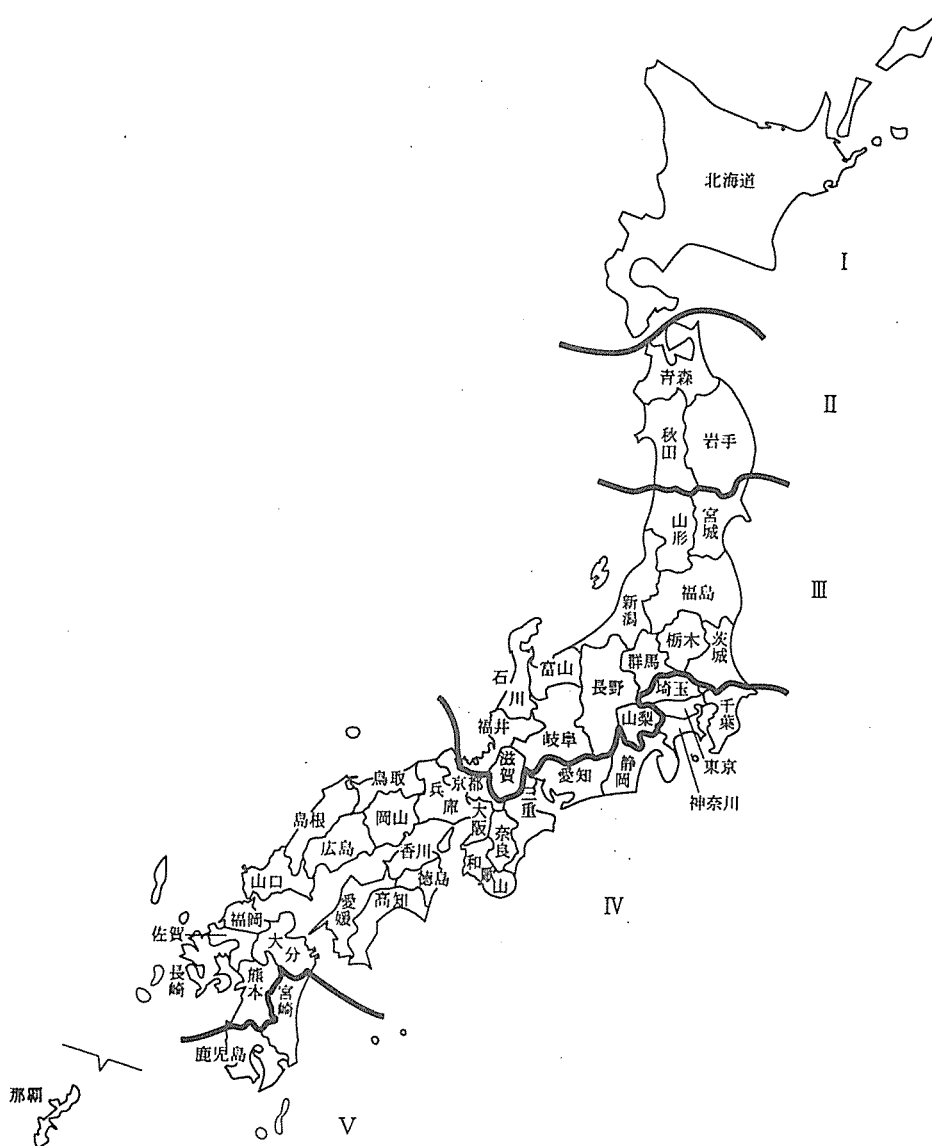 北海道
Ⅰ
青森
Ⅱ
秋田
岩手
山形
宮城
福島
Ⅲ
新潟
栃木
茨城
群馬
富山
石川
長野
埼玉
千葉
福井
岐阜
山梨
滋賀
愛知
静岡
東京
神奈川
鳥取
兵庫
京都
三重
島根
岡山
大阪
奈良
広島
香川
和歌山
徳島
山口
愛媛
高知
Ⅳ
福岡
佐賀
大分
長崎
熊本
宮崎
鹿児島
那覇
Ⅴ